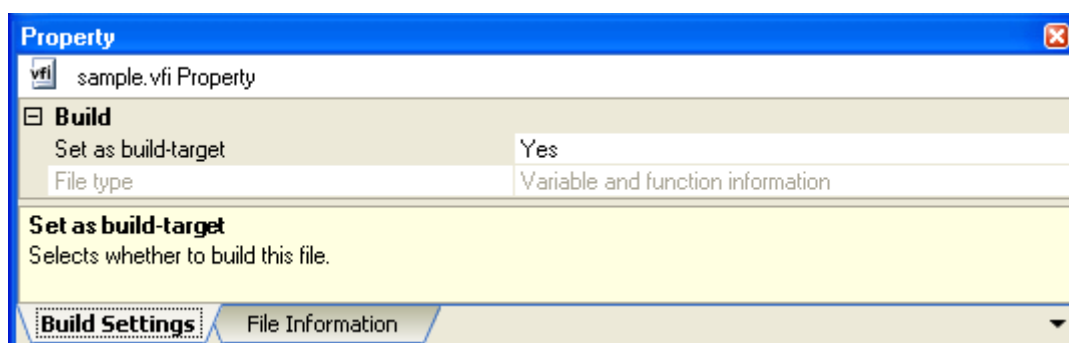 Property
vfi sample.vfi Property
Build
Set as build-target Yes
File type Variable and function information
Set as build-target
Selects whether to build this file.
Build Settings File Information